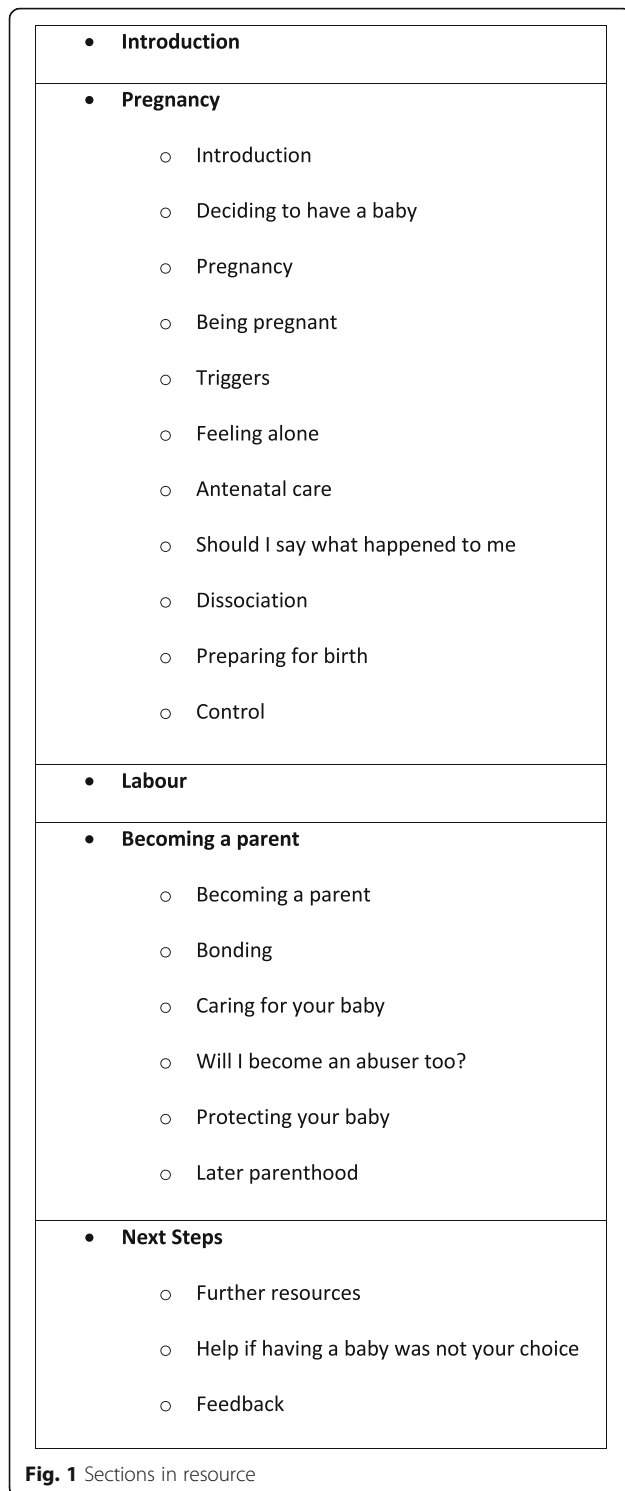 • Introduction
• Pregnancy
o Introduction
o Deciding to have a baby
o Pregnancy
o Being pregnant
o Triggers
o Feeling alone
o Antenatal care
o Should I say what happened to me
o Dissociation
o Preparing for birth
o Control
• Labour
• Becoming a parent
o Becoming a parent
o Bonding
o Caring for your baby
o Will I become an abuser too?
o Protecting your baby
o Later parenthood
• Next Steps
o Further resources
o Help if having a baby was not your choice
o Feedback
Fig. 1 Sections in resource